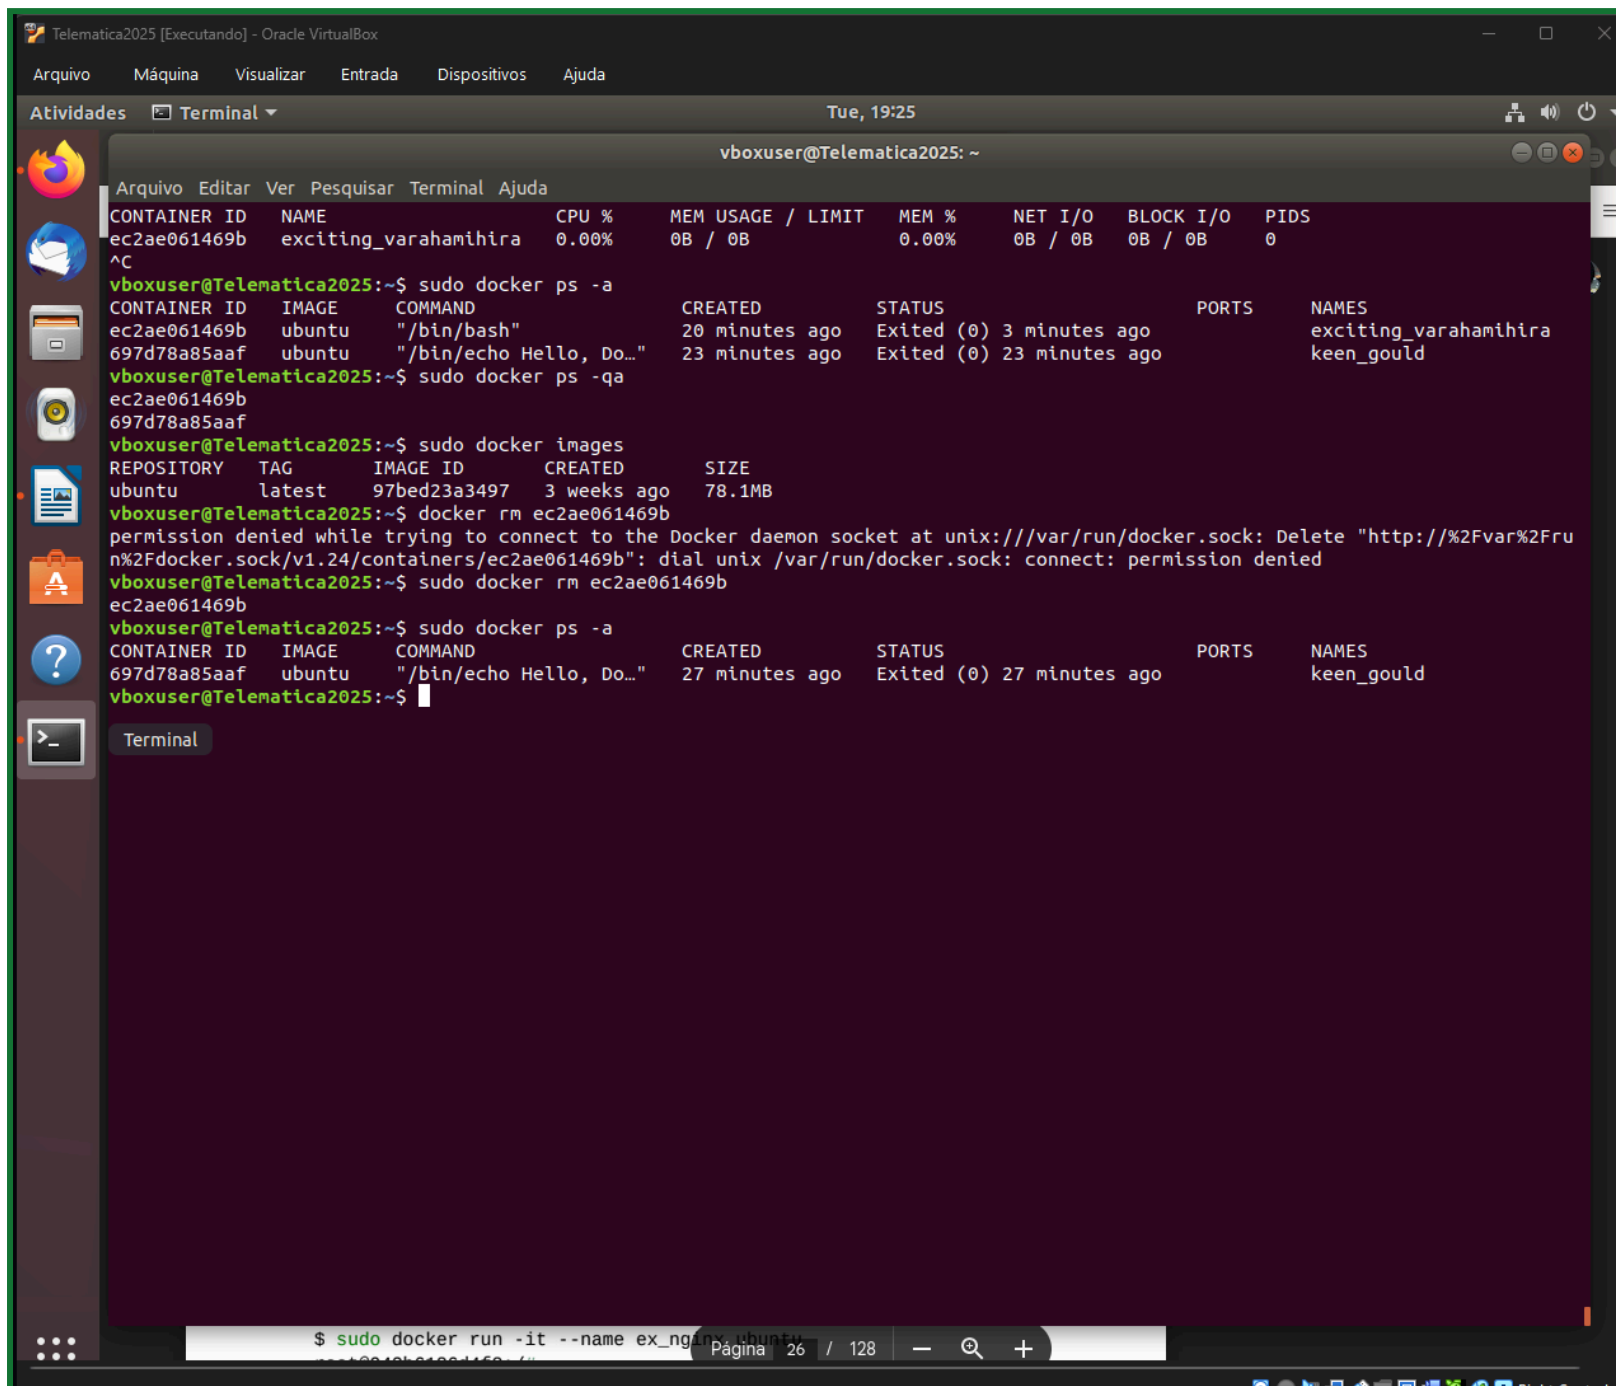 Telematica2025 [Executando] - Oracle VirtualBox
Arquivo Máquina Visualizar Entrada Dispositivos Ajuda
Atividades Terminal Tue, 19:25
vboxuser@Telematica2025: ~
Arquivo Editar Ver Pesquisar Terminal Ajuda
CONTAINER ID NAME CPU % MEM USAGE / LIMIT MEM % NET I/O BLOCK I/O PIDS
ec2ae061469b exciting_varahamihira 0.00% 0B / 0B 0.00% 0B / 0B 0B / 0B 0
^C
vboxuser@Telematica2025:~$ sudo docker ps -a
CONTAINER ID IMAGE COMMAND CREATED STATUS PORTS NAMES
ec2ae061469b ubuntu "/bin/bash" 20 minutes ago Exited (0) 3 minutes ago exciting_varahamihira
697d78a85aaf ubuntu "/bin/echo Hello, Do…" 23 minutes ago Exited (0) 23 minutes ago keen_gould
vboxuser@Telematica2025:~$ sudo docker ps -qa
ec2ae061469b
697d78a85aaf
vboxuser@Telematica2025:~$ sudo docker images
REPOSITORY TAG IMAGE ID CREATED SIZE
ubuntu latest 97bed23a3497 3 weeks ago 78.1MB
vboxuser@Telematica2025:~$ docker rm ec2ae061469b
permission denied while trying to connect to the Docker daemon socket at unix:///var/run/docker.sock: Delete "http://%2Fvar%2Fru
n%2Fdocker.sock/v1.24/containers/ec2ae061469b": dial unix /var/run/docker.sock: connect: permission denied
vboxuser@Telematica2025:~$ sudo docker rm ec2ae061469b
ec2ae061469b
vboxuser@Telematica2025:~$ sudo docker ps -a
CONTAINER ID IMAGE COMMAND CREATED STATUS PORTS NAMES
697d78a85aaf ubuntu "/bin/echo Hello, Do…" 27 minutes ago Exited (0) 27 minutes ago keen_gould
vboxuser@Telematica2025:~$
Terminal
$ sudo docker run -it --name ex_nginx ubuntu
Página 26 / 128